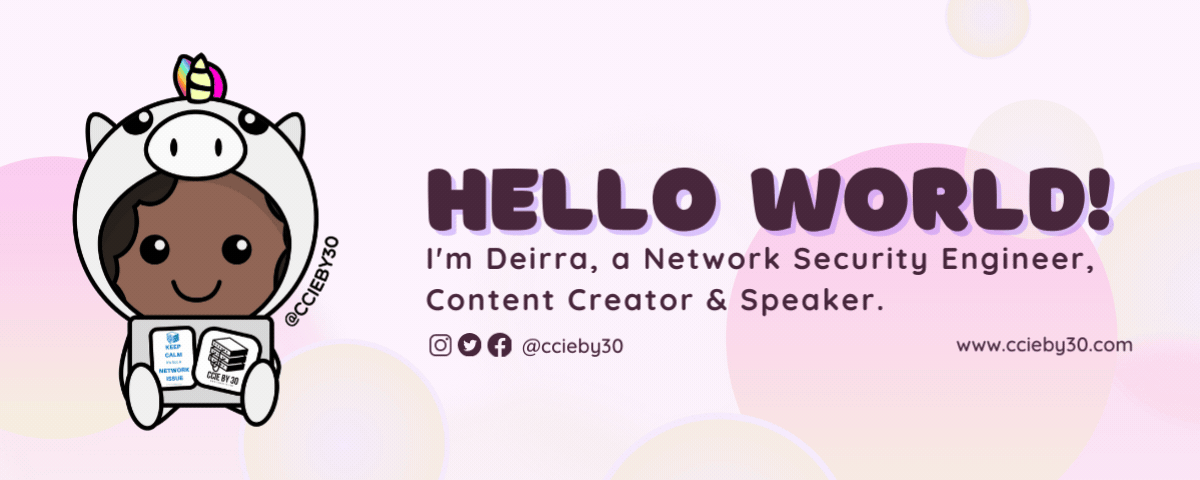 HELLO WORLD!
I'm Deirra, a Network Security Engineer,
Content Creator & Speaker.
@ccieby30
www.ccieby30.com
@CCIEBY30
KEEP
CALM
NETWORK
ISSUE
CCIE BY 30